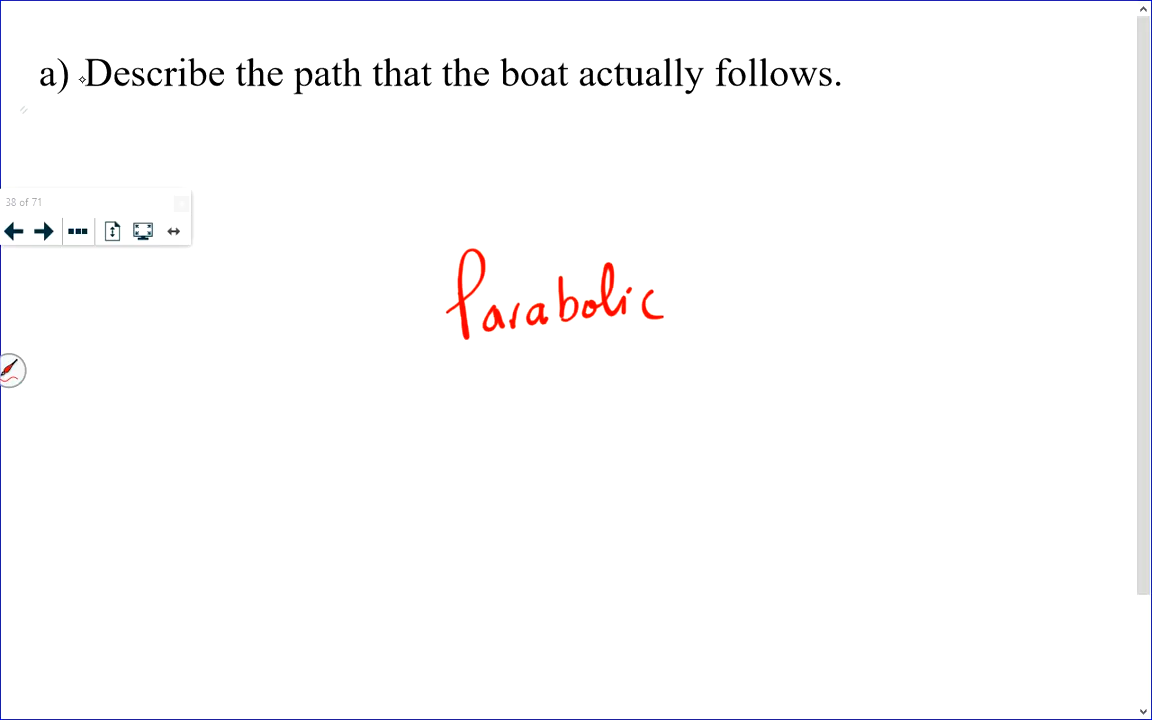 a) Describe the path that the boat actually follows.
38 of 71
Parabolic